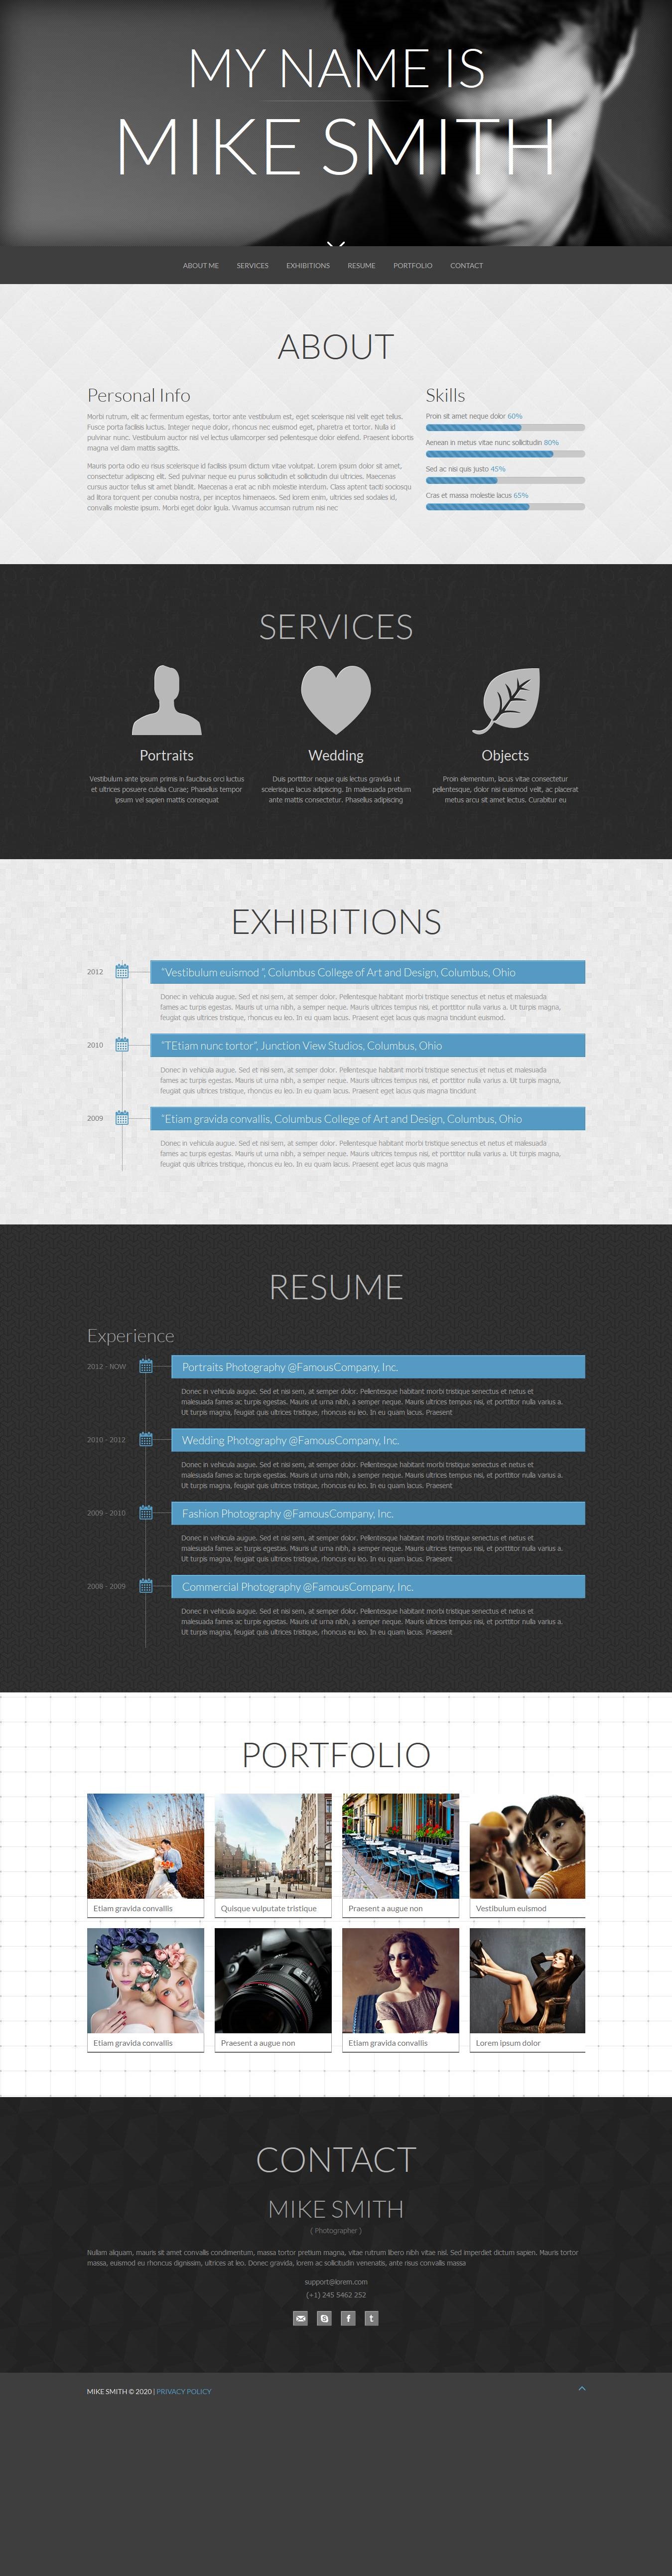 MY NAME IS
MIKE SMITH
ABOUT ME
SERVICES
EXHIBITIONS
RESUME
PORTFOLIO
CONTACT
ABOUT
Personal Info
Morbi rutrum, elit ac fermentum egestas, tortor ante vestibulum est, eget scelerisque nisl velit eget tellus.
Fusce porta facilisis luctus. Integer neque dolor, rhoncus nec euismod eget, pharetra et tortor. Nulla id
pulvinar nunc. Vestibulum auctor nisl vel lectus ullamcorper sed pellentesque dolor eleifend. Praesent lobortis
magna vel diam mattis sagittis.
Mauris porta odio eu risus scelerisque id facilisis ipsum dictum vitae volutpat. Lorem ipsum dolor sit amet,
consectetur adipiscing elit. Sed pulvinar neque eu purus sollicitudin et sollicitudin dui ultricies. Maecenas
cursus auctor tellus sit amet blandit. Maecenas a erat ac nibh molestie interdum. Class aptent taciti sociosqu
ad litora torquent per conubia nostra, per inceptos himenaeos. Sed lorem enim, ultricies sed sodales id,
convallis molestie ipsum. Morbi eget dolor ligula. Vivamus accumsan rutrum nisi nec
Skills
Proin sit amet neque dolor 60%
Aenean in metus vitae nunc sollicitudin 80%
Sed ac nisi quis justo 45%
Cras et massa molestie lacus 65%
SERVICES
Portraits
Vestibulum ante ipsum primis in faucibus orci luctus
et ultrices posuere cubilia Curae; Phasellus tempor
ipsum vel sapien mattis consequat
Wedding
Duis porttitor neque quis lectus gravida ut
scelerisque lacus adipiscing. In malesuada pretium
ante mattis consectetur. Phasellus adipiscing
Objects
Proin elementum, lacus vitae consectetur
pellentesque, dolor nisi euismod velit, ac placerat
metus arcu sit amet lectus. Curabitur eu
EXHIBITIONS
2012
"Vestibulum euismod ", Columbus College of Art and Design, Columbus, Ohio
Donec in vehicula augue. Sed et nisi sem, at semper dolor. Pellentesque habitant morbi tristique senectus et netus et malesuada
fames ac turpis egestas. Mauris ut urna nibh, a semper neque. Mauris ultrices tempus nisi, et porttitor nulla varius a. Ut turpis magna,
feugiat quis ultrices tristique, rhoncus eu leo. In eu quam lacus. Praesent eget lacus quis magna tincidunt euismod.
2010
"TEtiam nunc tortor", Junction View Studios, Columbus, Ohio
Donec in vehicula augue. Sed et nisi sem, at semper dolor. Pellentesque habitant morbi tristique senectus et netus et malesuada
fames ac turpis egestas. Mauris ut urna nibh, a semper neque. Mauris ultrices tempus nisi, et porttitor nulla varius a. Ut turpis magna,
feugiat quis ultrices tristique, rhoncus eu leo. In eu quam lacus. Praesent eget lacus quis magna tincidunt
2009
"Etiam gravida convallis, Columbus College of Art and Design, Columbus, Ohio
Donec in vehicula augue. Sed et nisi sem, at semper dolor. Pellentesque habitant morbi tristique senectus et netus et malesuada
fames ac turpis egestas. Mauris ut urna nibh, a semper neque. Mauris ultrices tempus nisi, et porttitor nulla varius a. Ut turpis magna,
feugiat quis ultrices tristique, rhoncus eu leo. In eu quam lacus. Praesent eget lacus quis magna
RESUME
Experience
2012 - NOW
Portraits Photography @FamousCompany, Inc.
Donec in vehicula augue. Sed et nisi sem, at semper dolor. Pellentesque habitant morbi tristique senectus et netus et
malesuada fames ac turpis egestas. Mauris ut urna nibh, a semper neque. Mauris ultrices tempus nisi, et porttitor nulla varius a.
Ut turpis magna, feugiat quis ultrices tristique, rhoncus eu leo. In eu quam lacus. Praesent
2010 - 2012
Wedding Photography @FamousCompany, Inc.
Donec in vehicula augue. Sed et nisi sem, at semper dolor. Pellentesque habitant morbi tristique senectus et netus et
malesuada fames ac turpis egestas. Mauris ut urna nibh, a semper neque. Mauris ultrices tempus nisi, et porttitor nulla varius a.
Ut turpis magna, feugiat quis ultrices tristique, rhoncus eu leo. In eu quam lacus. Praesent
2009 - 2010
Fashion Photography @FamousCompany, Inc.
Donec in vehicula augue. Sed et nisi sem, at semper dolor. Pellentesque habitant morbi tristique senectus et netus et
malesuada fames ac turpis egestas. Mauris ut urna nibh, a semper neque. Mauris ultrices tempus nisi, et porttitor nulla varius a.
Ut turpis magna, feugiat quis ultrices tristique, rhoncus eu leo. In eu quam lacus. Praesent
2008 - 2009
Commercial Photography @FamousCompany, Inc.
Donec in vehicula augue. Sed et nisi sem, at semper dolor. Pellentesque habitant morbi tristique senectus et netus et
malesuada fames ac turpis egestas. Mauris ut urna nibh, a semper neque. Mauris ultrices tempus nisi, et porttitor nulla varius a.
Ut turpis magna, feugiat quis ultrices tristique, rhoncus eu leo. In eu quam lacus. Praesent
PORTFOLIO
Etiam gravida convallis
Quisque vulputate tristique
Praesent a augue non
Vestibulum euismod
Etiam gravida convallis
Praesent a augue non
Etiam gravida convallis
Lorem ipsum dolor
CONTACT
MIKE SMITH
( Photographer )
Nullam aliquam, mauris sit amet convallis condimentum, massa tortor pretium magna, vitae rutrum libero nibh vitae nisi. Sed imperdiet dictum sapien. Mauris tortor
massa, euismod eu rhoncus dignissim, ultrices at leo. Donec gravida, lorem ac sollicitudin venenatis, ante risus convallis massa
support@lorem.com
(+1) 245 5462 252
MIKE SMITH © 2020 | PRIVACY POLICY